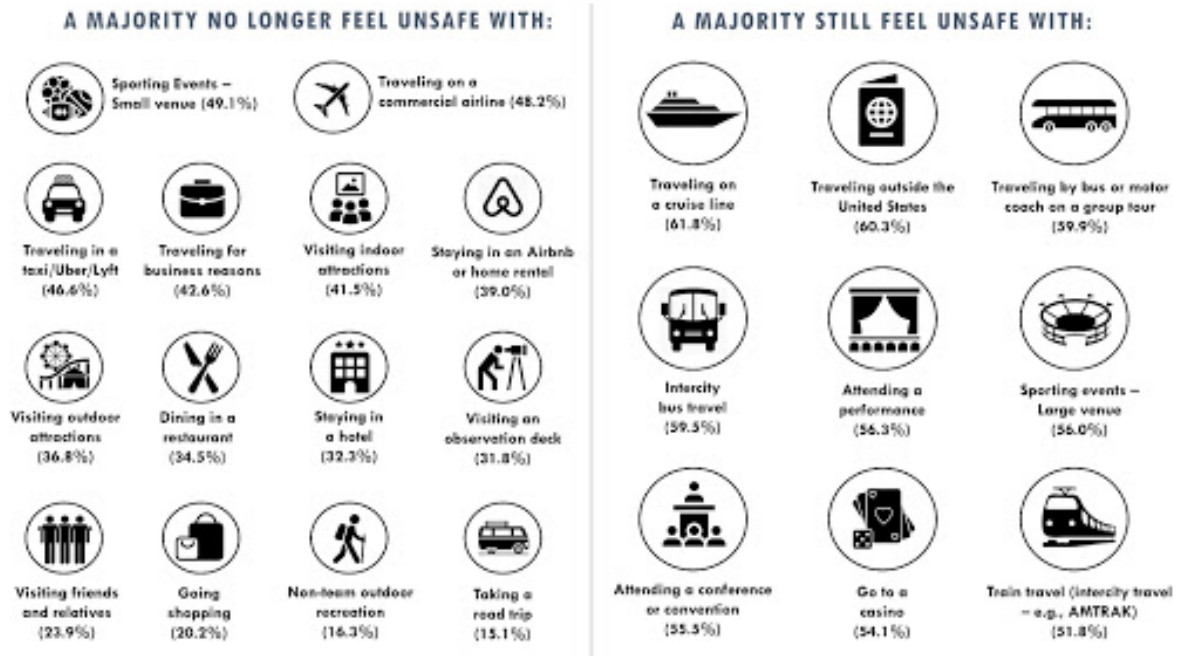 A MAJORITY NO LONGER FEEL UNSAFE WITH:
Sporting Events –
Small venue (49.1%)
Traveling on a
commercial airline (48.2%)
Traveling in a
taxi/Uber/Lyft
(46.6%)
Traveling for
business reasons
(42.6%)
Visiting indoor
attractions
(41.5%)
Staying in an Airbnb
or home rental
(39.0%)
Visiting outdoor
attractions
(36.8%)
Dining in a
restaurant
(34.5%)
Staying in
a hotel
(32.3%)
Visiting an
observation deck
(31.8%)
Visiting friends
and relatives
(23.9%)
Going
shopping
(20.2%)
Non-team outdoor
recreation
(16.3%)
Taking a
road trip
(15.1%)
A MAJORITY STILL FEEL UNSAFE WITH:
Traveling on
a cruise line
(61.8%)
Traveling outside the
United States
(60.3%)
Traveling by bus or motor
coach on a group tour
(59.9%)
Intercity
bus travel
(59.5%)
Attending a
performance
(56.3%)
Sporting events –
Large venue
(56.0%)
Attending a conference
or convention
(55.5%)
Go to a
casino
(54.1%)
Train travel (intercity travel
– e.g., AMTRAK)
(51.8%)